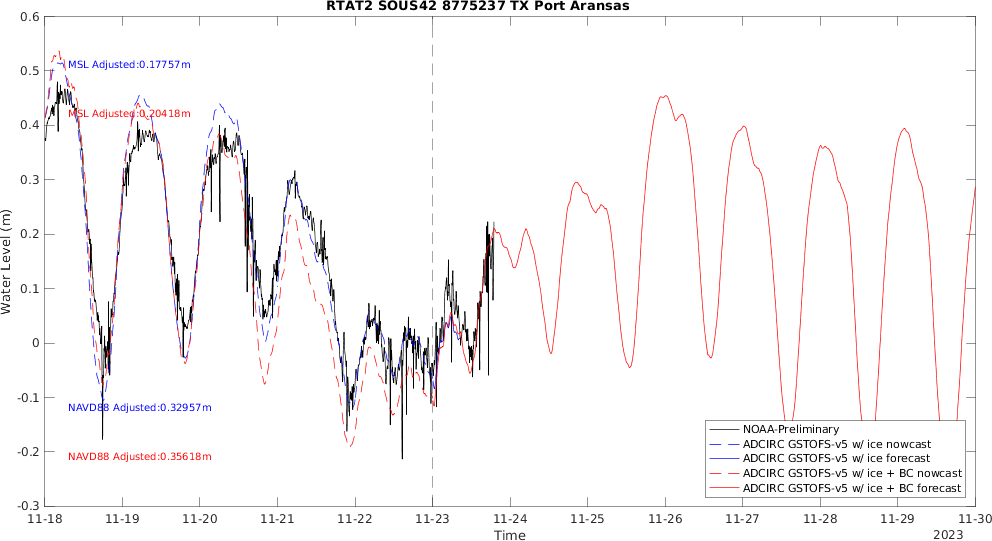 RTAT2 SOUS42 8775237 TX Port Aransas
0.6
0.5
0.4
0.3
0.2
0.1
0
-0.1
-0.2
-0.3
Water Level (m)
MSL Adjusted:0.17757m
MSL Adjusted:0.20418m
NAVD88 Adjusted:0.32957m
NAVD88 Adjusted:0.35618m
NOAA-Preliminary
ADCIRC GSTOFS-v5 w/ ice nowcast
ADCIRC GSTOFS-v5 w/ ice forecast
ADCIRC GSTOFS-v5 w/ ice + BC nowcast
ADCIRC GSTOFS-v5 w/ ice + BC forecast
11-18 11-19 11-20 11-21 11-22 11-23 11-24 11-25 11-26 11-27 11-28 11-29 11-30
Time
2023